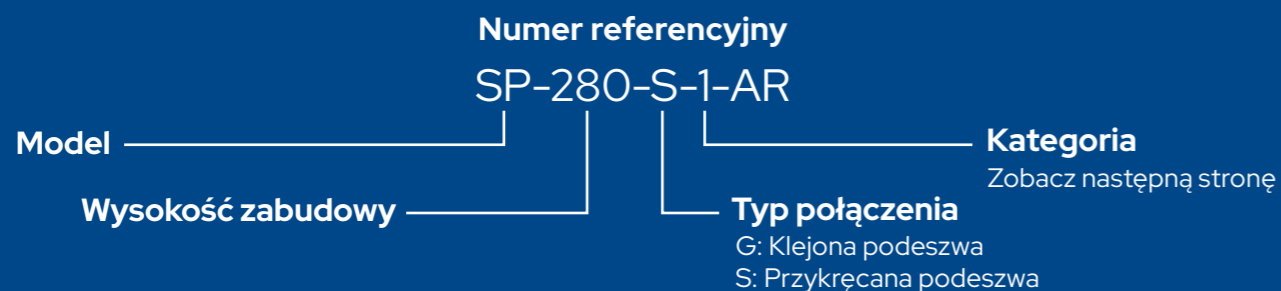 Numer referencyjny
SP-280-S-1-AR
Model
Kategoria
Zobacz następną stronę
Wysokość zabudowy
Typ połączenia
G: Klejona podeszwa
S: Przykręcana podeszwa